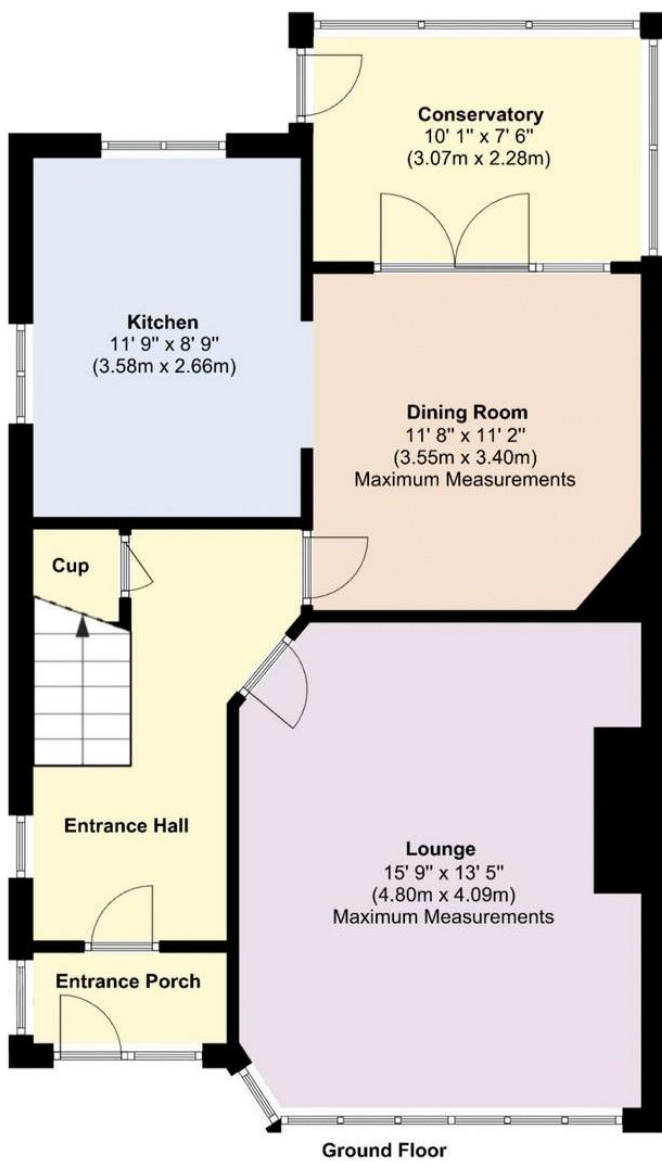 Conservatory
10' 1" x 7' 6"
(3.07m x 2.28m)
Kitchen
11' 9" x 8' 9"
(3.58m x 2.66m)
Dining Room
11' 8" x 11' 2"
(3.55m x 3.40m)
Maximum Measurements
Cup
Entrance Hall
Lounge
15' 9" x 13' 5"
(4.80m x 4.09m)
Maximum Measurements
Entrance Porch
Ground Floor